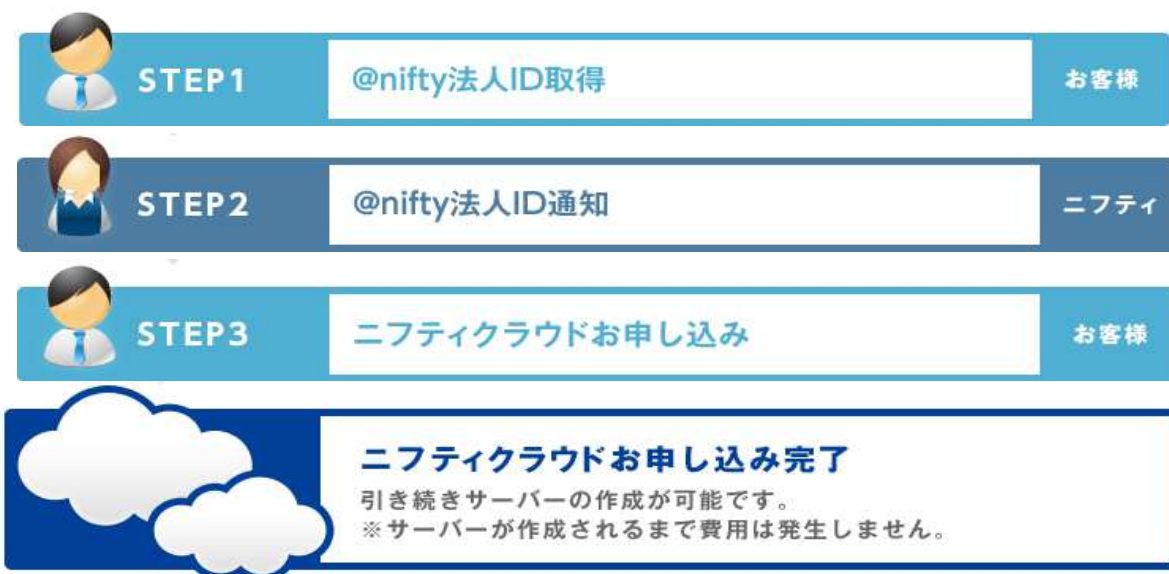 STEP1 @nifty法人ID取得 お客様
STEP2 @nifty法人ID通知 ニフティ
STEP3 ニフティクラウドお申し込み お客様
ニフティクラウドお申し込み完了
引き続きサーバーの作成が可能です。
※サーバーが作成されるまで費用は発生しません。